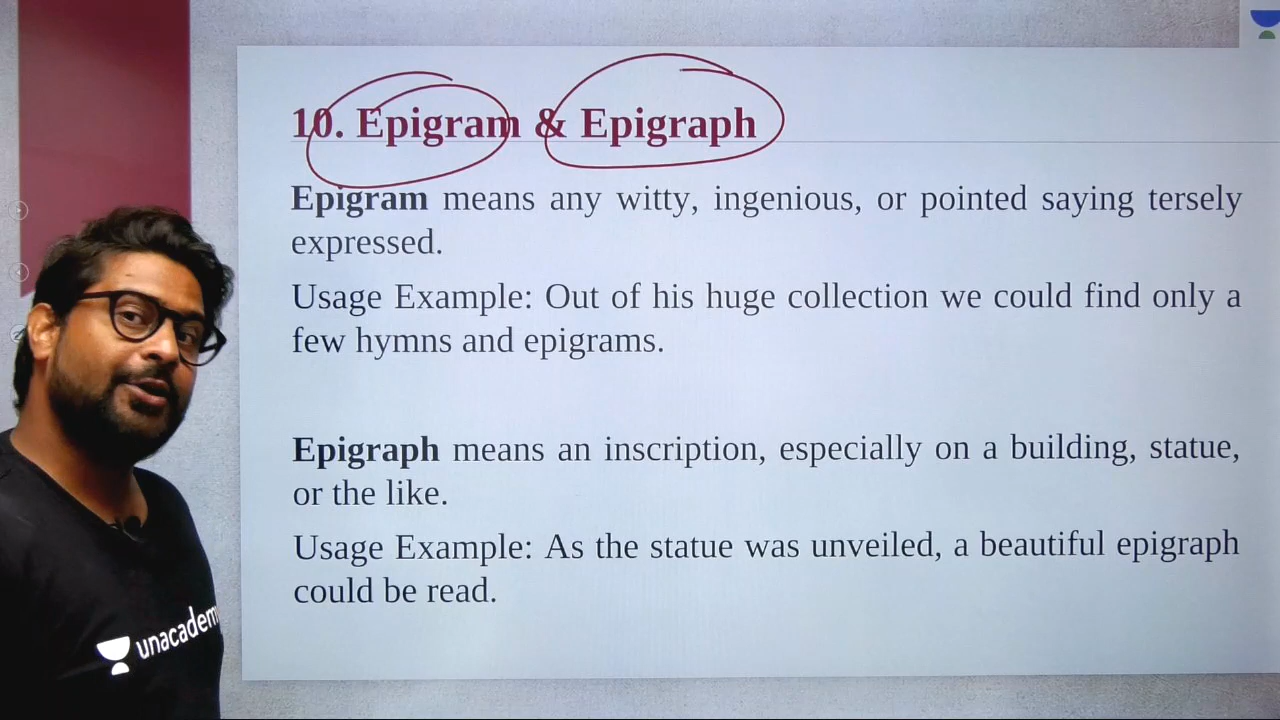 10. Epigram & Epigraph
Epigram means any witty, ingenious, or pointed saying tersely
expressed.
Usage Example: Out of his huge collection we could find only a
few hymns and epigrams.
Epigraph means an inscription, especially on a building, statue,
or the like.
Usage Example: As the statue was unveiled, a beautiful epigraph
could be read.
unacadem